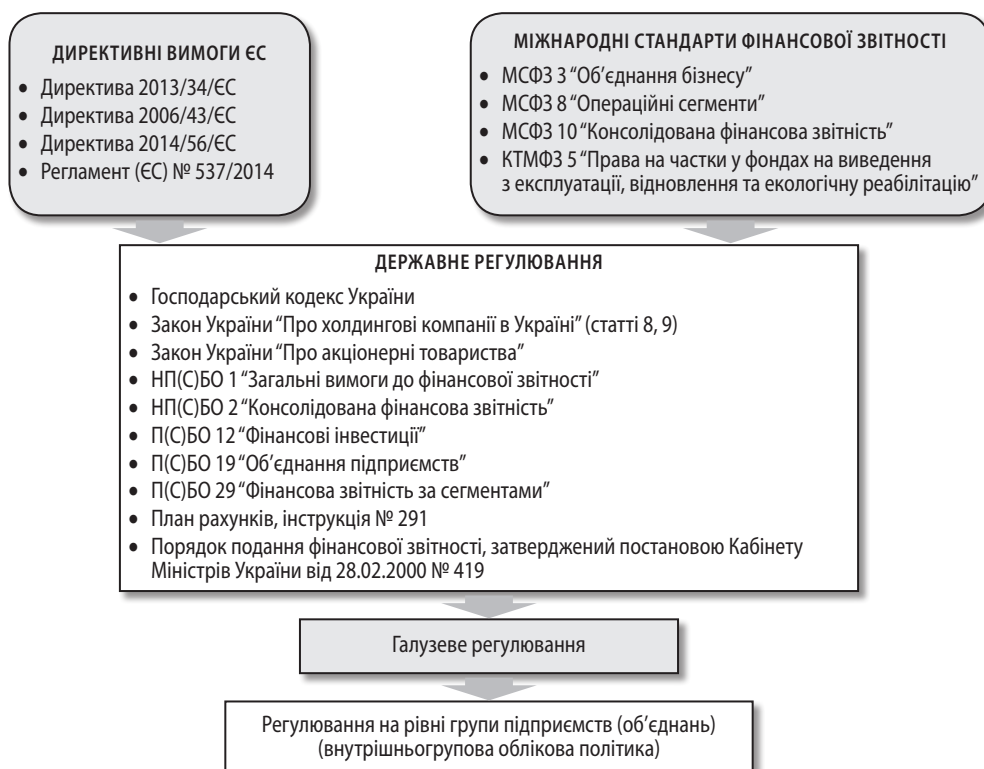 ДИРЕКТИВНІ ВИМОГИ ЄС
• Директива 2013/34/ЄС
• Директива 2006/43/ЄС
• Директива 2014/56/ЄС
• Регламент (ЄС) № 537/2014
МІЖНАРОДНІ СТАНДАРТИ ФІНАНСОВОЇ ЗВІТНОСТІ
• МСФЗ 3 “Об’єднання бізнесу”
• МСФЗ 8 “Операційні сегменти”
• МСФЗ 10 “Консолідована фінансова звітність”
• КТМФЗ 5 “Права на частки у фондах на виведення
з експлуатації, відновлення та екологічну реабілітацію”
ДЕРЖАВНЕ РЕГУЛЮВАННЯ
• Господарський кодекс України
• Закон України “Про холдингові компанії в Україні” (статті 8, 9)
• Закон України “Про акціонерні товариства”
• НП(С)БО 1 “Загальні вимоги до фінансової звітності”
• НП(С)БО 2 “Консолідована фінансова звітність”
• П(С)БО 12 “Фінансові інвестиції”
• П(С)БО 19 “Об’єднання підприємств”
• П(С)БО 29 “Фінансова звітність за сегментами”
• План рахунків, інструкція № 291
• Порядок подання фінансової звітності, затверджений постановою Кабінету
Міністрів України від 28.02.2000 № 419
Галузеве регулювання
Регулювання на рівні групи підприємств (об’єднань)
(внутрішньогрупова облікова політика)